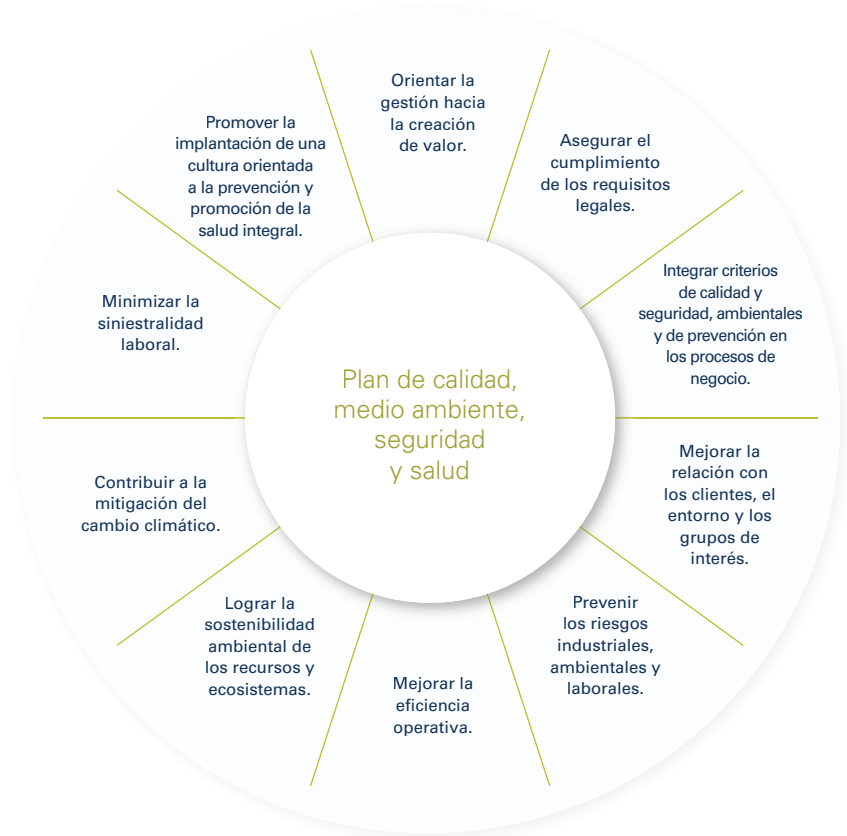 Orientar la
gestión hacia
la creación
de valor.
Asegurar el
cumplimiento
de los requisitos
legales.
Integrar criterios
de calidad y
seguridad, ambientales
y de prevención en
los procesos de
negocio.
Mejorar la
relación con
los clientes, el
entorno y los
grupos de
interés.
Prevenir
los riesgos
industriales,
ambientales y
laborales.
Mejorar la
eficiencia
operativa.
Lograr la
sostenibilidad
ambiental de
los recursos y
ecosistemas.
Contribuir a la
mitigación del
cambio climático.
Minimizar la
siniestralidad
laboral.
Promover la
implantación de una
cultura orientada
a la prevención y
promoción de la
salud integral.
Plan de calidad,
medio ambiente,
seguridad
y salud